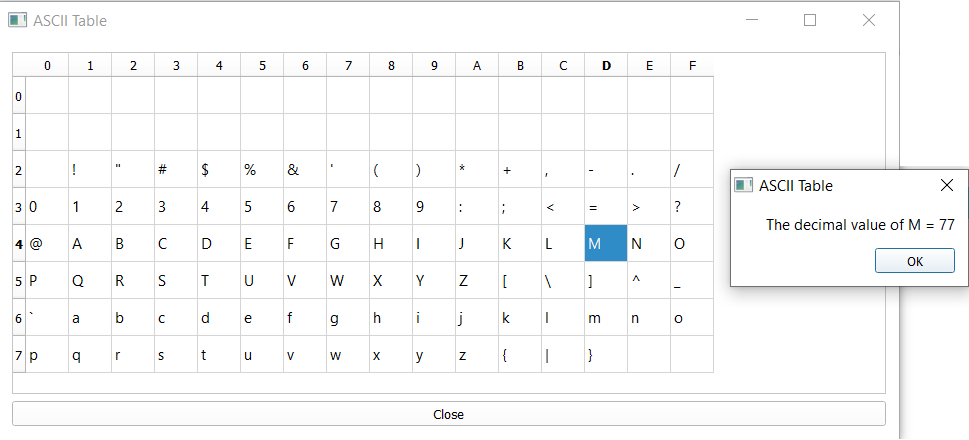 ASCII Table
0 1 2 3 4 5 6 7 8 9 A B C D E F
0
1
2 ! " # $ % & ' ( ) * + , - . /
3 0 1 2 3 4 5 6 7 8 9 : ; < = > ?
4 @ A B C D E F G H I J K L M N O
5 P Q R S T U V W X Y Z [ \ ] ^ _
6 ` a b c d e f g h i j k l m n o
7 p q r s t u v w x y z { | }
Close
ASCII Table
The decimal value of M = 77
OK